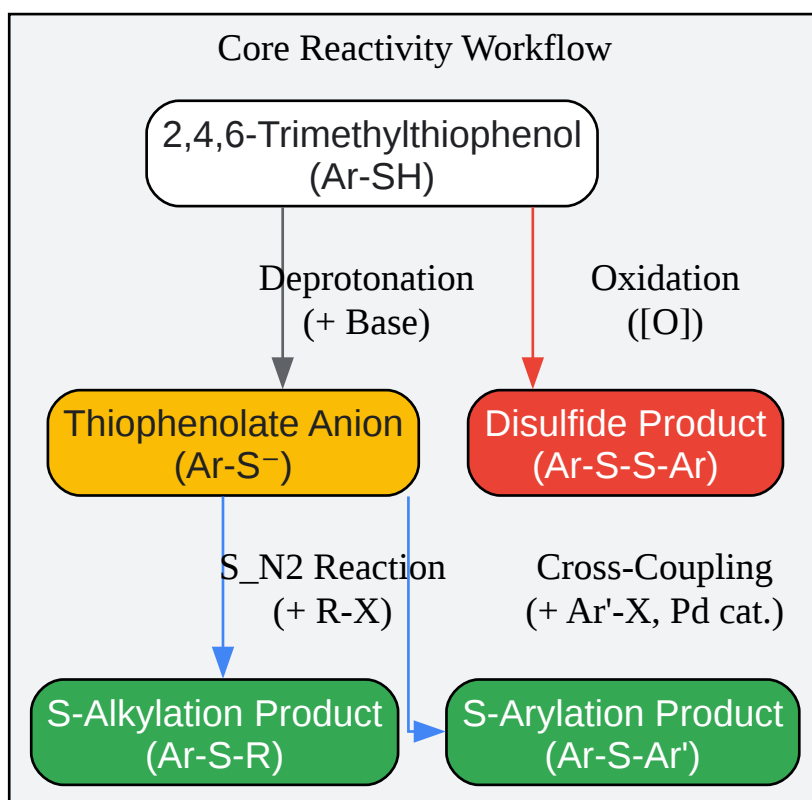 Core Reactivity Workflow
2,4,6-Trimethylthiophenol
(Ar-SH)
Deprotonation
(+ Base)
Oxidation
([O])
Thiophenolate Anion
(Ar-S⁻)
Disulfide Product
(Ar-S-S-Ar)
S_N2 Reaction
(+ R-X)
Cross-Coupling
(+ Ar'-X, Pd cat.)
S-Alkylation Product
(Ar-S-R)
S-Arylation Product
(Ar-S-Ar')